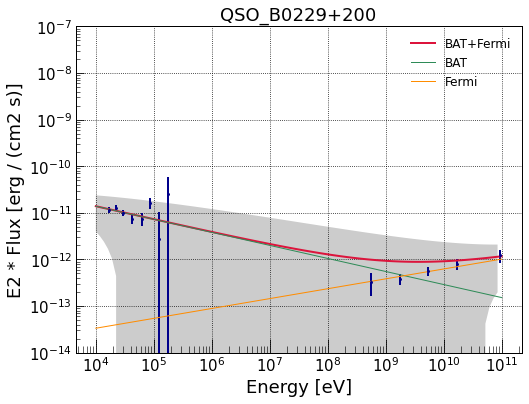 QSO_B0229+200
E2 * Flux [erg / (cm2 s)]
10^-7
10^-8
10^-9
10^-10
10^-11
10^-12
10^-13
10^-14
BAT+Fermi
BAT
Fermi
10^4 10^5 10^6 10^7 10^8 10^9 10^10 10^11
Energy [eV]